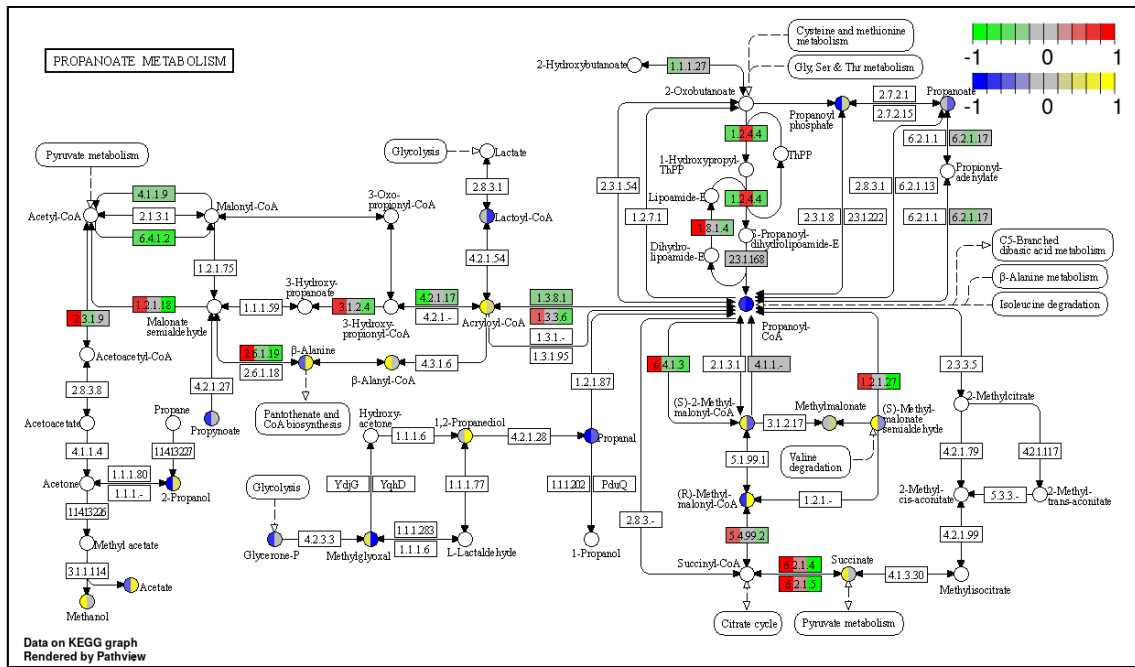 PROPANOATE METABOLISM
-1 0 1
-1 0 1
Cysteine and methionine
metabolism
Gly, Ser & Thr metabolism
2-Hydroxybutanoate
1.1.1.27
2-Oxobutanoate
Propanoyl
phosphate
2.7.2.1
2.7.2.15
Propanoate
6.2.1.1
6.2.1.17
Propionyl-
adenylate
6.2.1.1
6.2.1.17
1.2.4.4
ThPP
1-Hydroxypropyl-
ThPP
1.2.4.4
Lipoamide-E
1.8.1.4
Dihydro-
lipoamide-E
S-Propanoyl-
dihydrolipoamide-E
2.3.1.168
2.3.1.54
1.2.7.1
2.3.1.8
2.3.1.222
2.8.3.1
6.2.1.13
C5-Branched
dibasic acid metabolism
β-Alanine metabolism
Isoleucine degradation
Propanoyl-
CoA
Pyruvate metabolism
Acetyl-CoA
4.1.1.9
2.1.3.1
6.4.1.2
Malonyl-CoA
1.2.1.75
3-Oxo-
propionyl-CoA
Glycolysis
Lactate
2.8.3.1
Lactoyl-CoA
4.2.1.54
Acryloyl-CoA
4.2.1.17
4.2.1.-
1.3.8.1
1.3.3.6
1.3.1.-
1.3.1.95
1.2.1.18
Malonate
semialdehyde
1.1.1.59
3-Hydroxy-
propanoate
3.1.2.4
3-Hydroxy-
propionyl-CoA
2.3.1.9
Acetoacetyl-CoA
2.8.3.8
Acetoacetate
4.1.1.4
Acetone
1.14.13.226
Methyl acetate
3.1.1.114
Acetate
Methanol
2.6.1.19
2.6.1.18
β-Alanine
β-Alanyl-CoA
4.3.1.6
Pantothenate and
CoA biosynthesis
4.2.1.27
Propynoate
Propane
1.14.13.227
1.1.1.80
1.1.1.-
2-Propanol
Hydroxy-
acetone
1.1.1.6
1,2-Propanediol
4.2.1.28
Propanal
1.2.1.87
YdjG
YqhD
1.1.1.77
1.1.1.202
PduQ
1-Propanol
Glycolysis
Glycerone-P
4.2.3.3
Methylglyoxal
1.1.1.283
1.1.1.6
L-Lactaldehyde
6.4.1.3
2.1.3.1
4.1.1.-
1.2.1.27
(S)-2-Methyl-
malonyl-CoA
3.1.2.17
Methylmalonate
(S)-Methyl-
malonate
semialdehyde
Valine
degradation
5.1.99.1
(R)-Methyl-
malonyl-CoA
1.2.1.-
5.4.99.2
2.8.3.-
Succinyl-CoA
6.2.1.4
6.2.1.5
Succinate
4.1.3.30
Methylisocitrate
Citrate cycle
Pyruvate metabolism
2.3.3.5
2-Methylcitrate
4.2.1.79
4.2.1.117
2-Methyl-
cis-aconitate
5.3.3.-
2-Methyl-
trans-aconitate
4.2.1.99
Data on KEGG graph
Rendered by Pathview